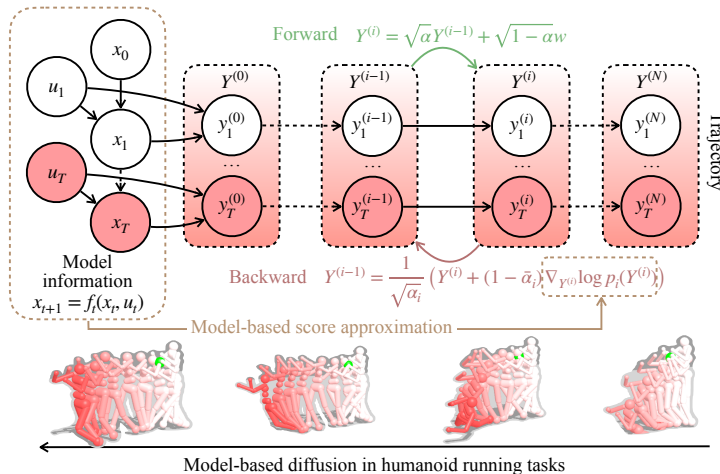 Forward Y^{(i)} = \sqrt{\alpha}Y^{(i-1)} + \sqrt{1-\alpha}w
x_0
u_1
x_1
u_T
x_T
Y^{(0)}
Y^{(i-1)}
Y^{(i)}
Y^{(N)}
y_1^{(0)}
y_1^{(i-1)}
y_1^{(i)}
y_1^{(N)}
... ... ... ...
y_T^{(0)}
y_T^{(i-1)}
y_T^{(i)}
y_T^{(N)}
Trajectory
Model
information
x_{t+1} = f_t(x_t, u_t)
Backward Y^{(i-1)} = \frac{1}{\sqrt{\alpha_i}} (Y^{(i)} + (1 - \bar{\alpha}_i) \nabla_{Y^{(i)}} \log p_i(Y^{(i)}))
Model-based score approximation
Model-based diffusion in humanoid running tasks